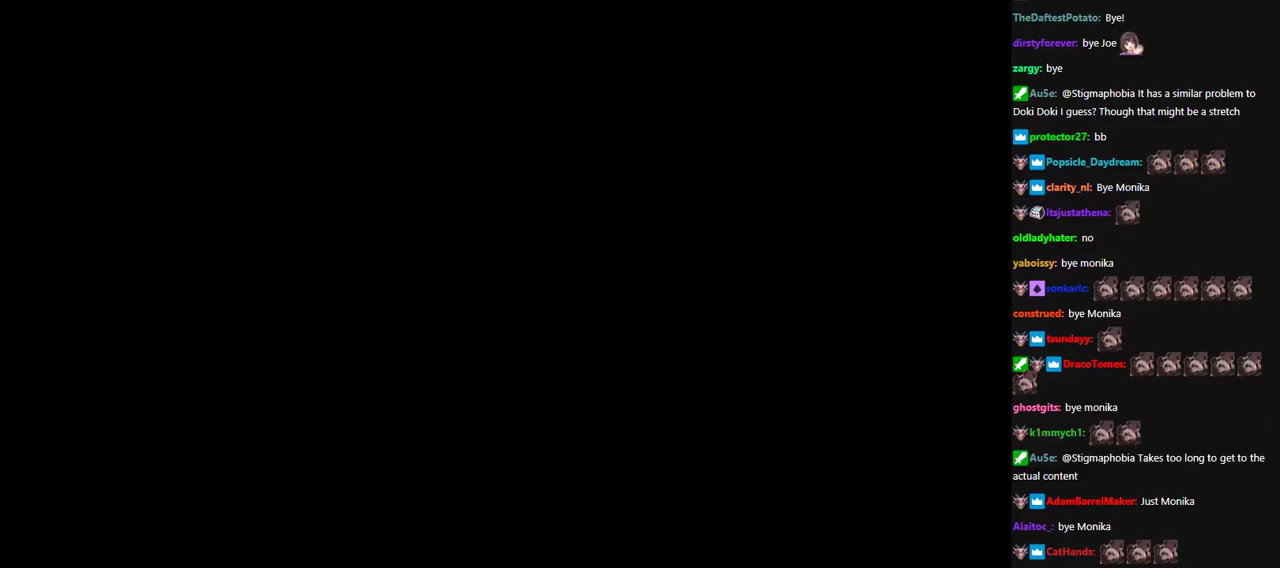 TheDaftestPotato: Bye!
dirstyforever: bye Joe
zargy: bye
Au5e: @Stigmaphobia It has a similar problem to
Doki Doki I guess? Though that might be a stretch
protector27: bb
Popsicle_Daydream:
clarity_nl: Bye Monika
itsjustathena:
oldladyhater: no
yaboissy: bye monika
sonkaric:
construed: bye Monika
tsundayy:
DracoTomes:
ghostgits: bye monika
k1mmych1:
Au5e: @Stigmaphobia Takes too long to get to the
actual content
AdamBarrelMaker: Just Monika
Alaitoc_: bye Monika
CatHands: